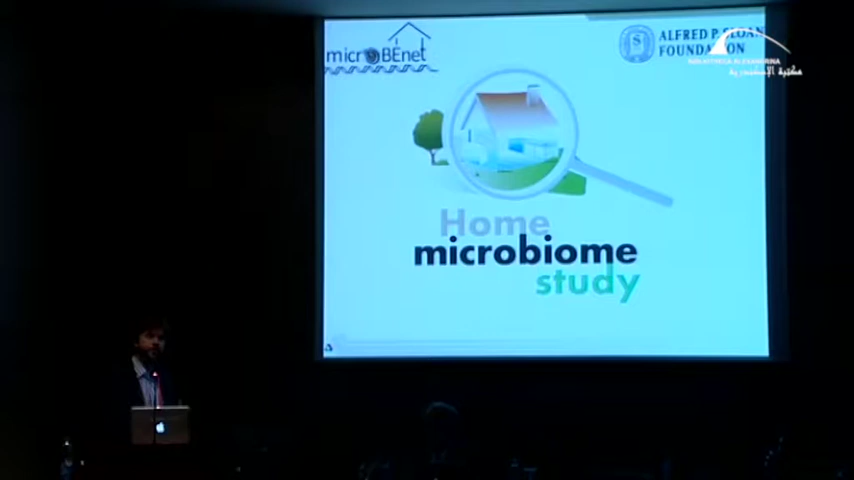 microBEnet
ALFRED P. SLOAN
FOUNDATION
BIBLIOTHECA ALEXANDRINA
مكتبة الإسكندرية
Home
microbiome
study